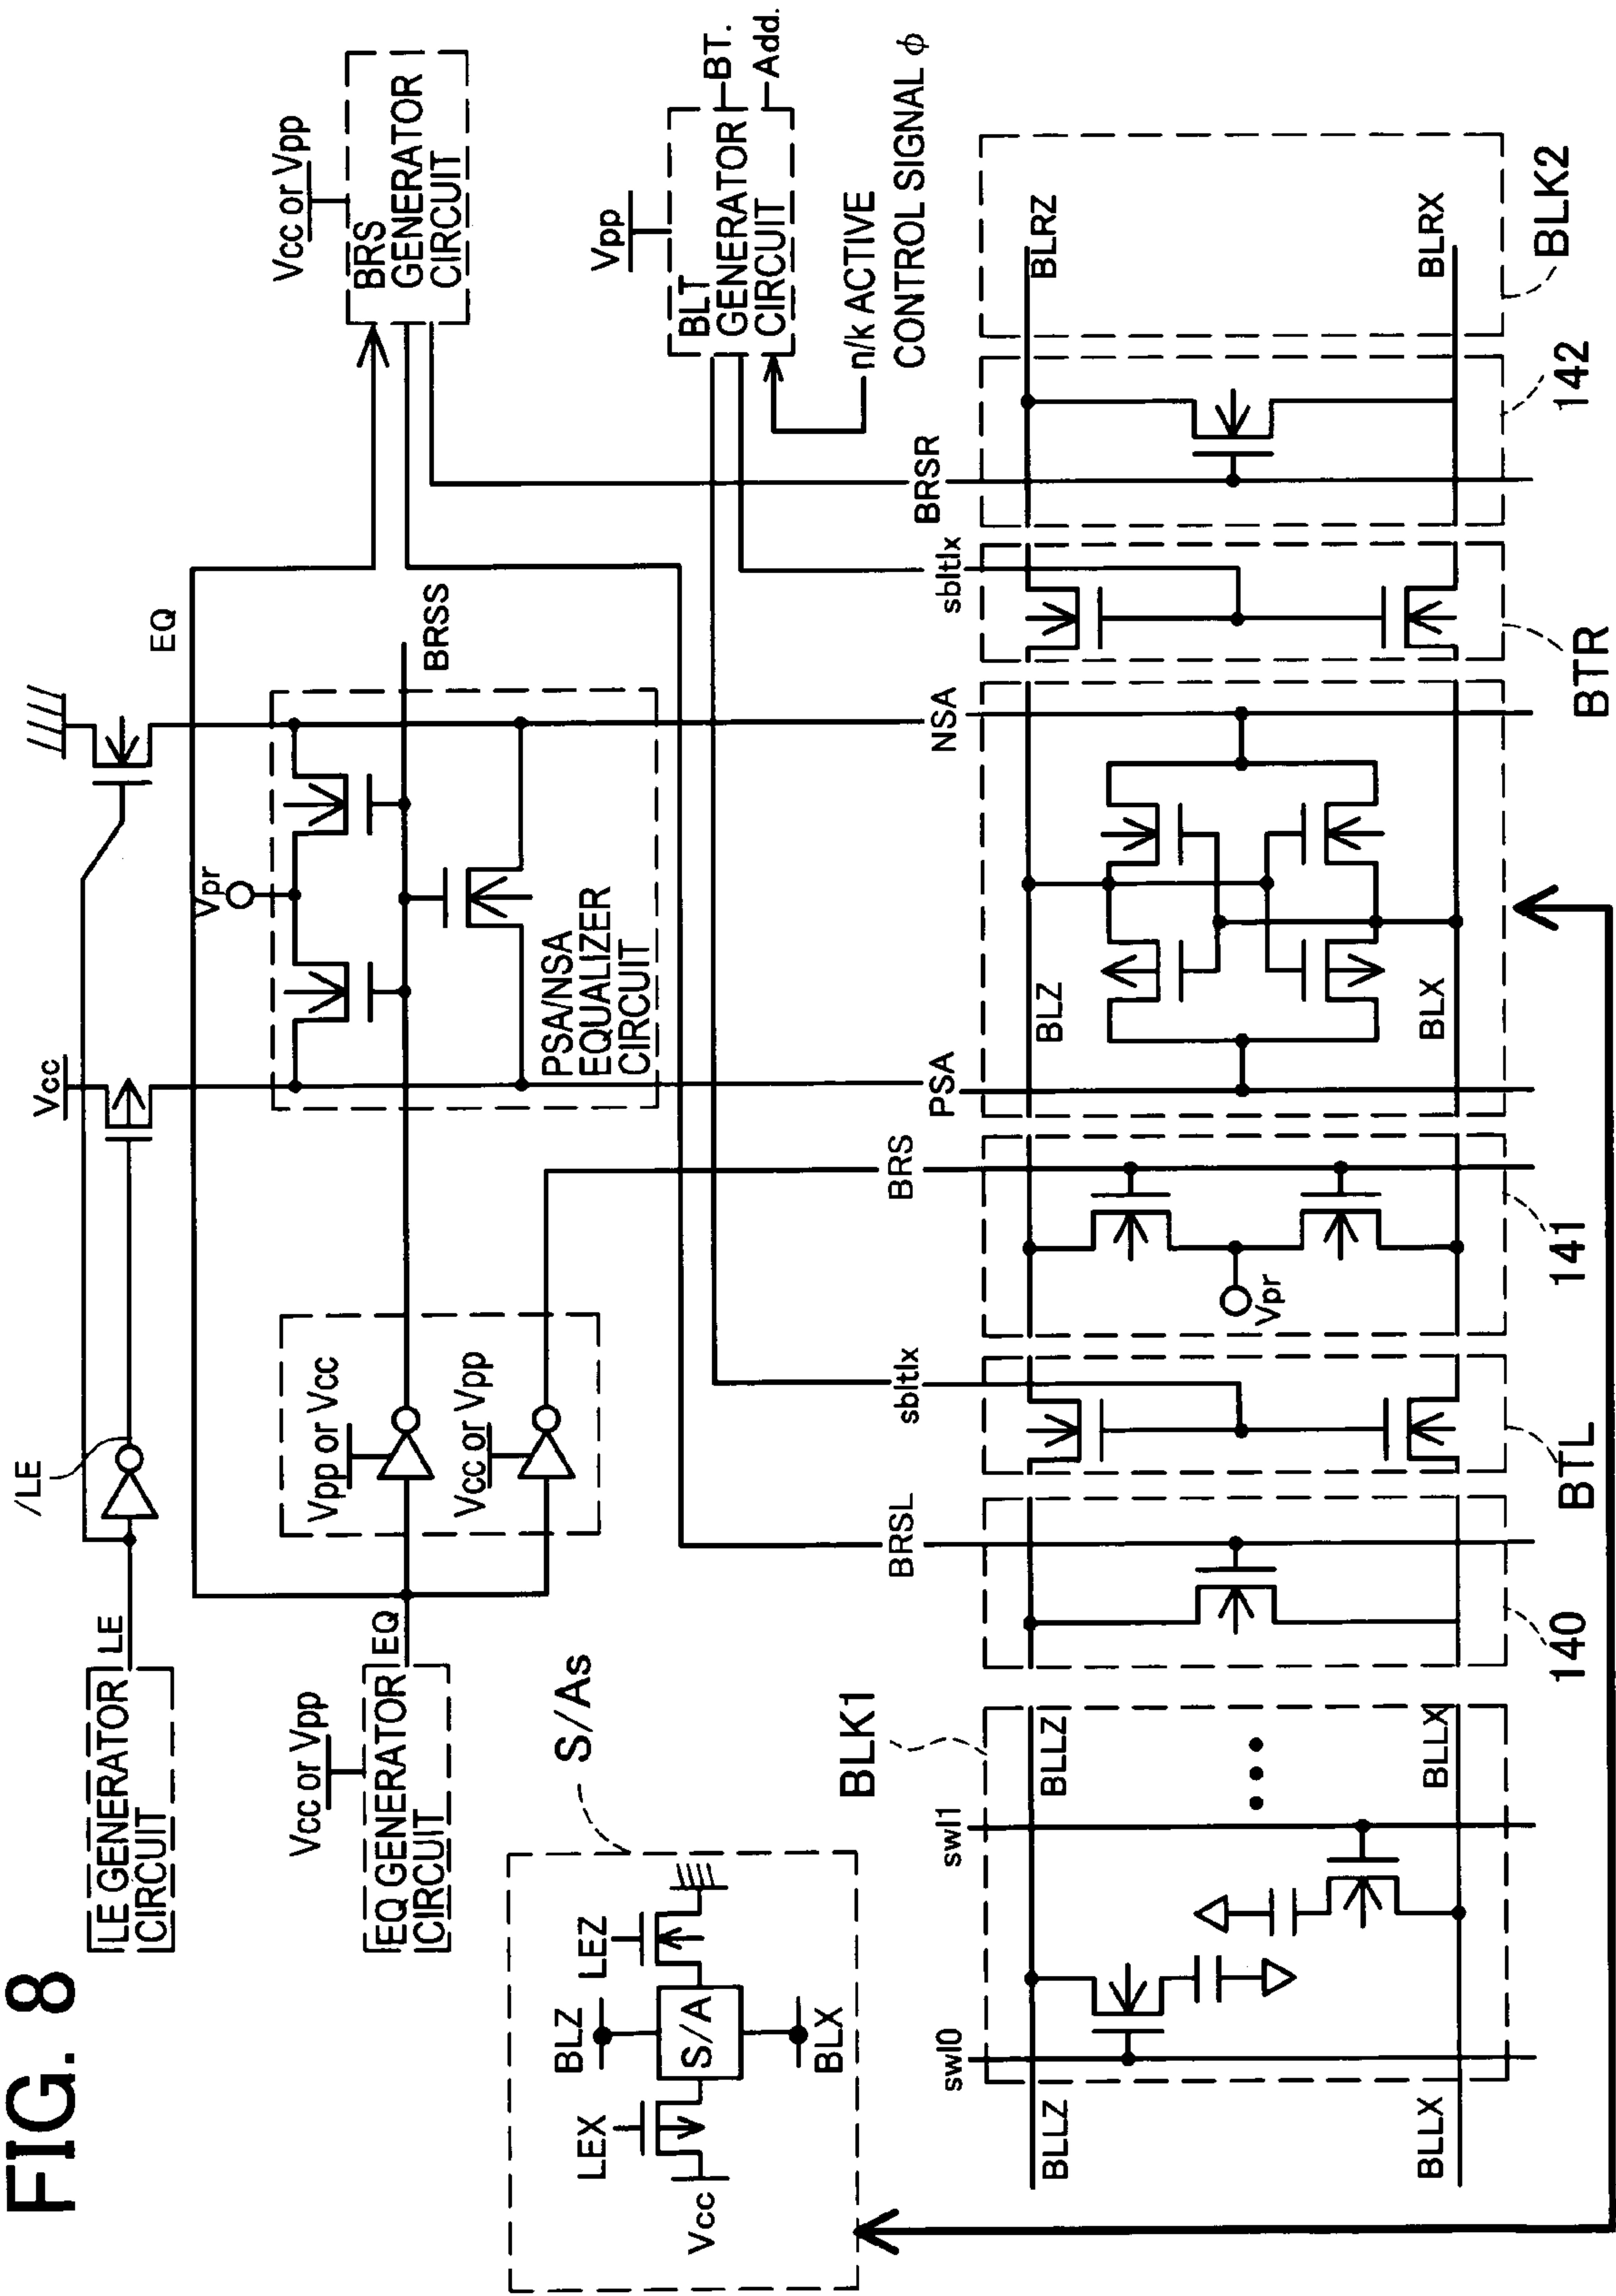 FIG. 8
LE GENERATOR
CIRCUIT
LE
/LE
Vcc
EQ
Vcc or Vpp
BRS
GENERATOR
CIRCUIT
Vcc or Vpp
EQ GENERATOR
CIRCUIT
EQ
Vpp or Vcc
Vcc or Vpp
Vpr
BRSS
PSA/NSA
EQUALIZER
CIRCUIT
Vpp
BLT
GENERATOR
CIRCUIT
BT.
Add.
n/k ACTIVE
CONTROL SIGNAL φ
S/As
LEX
BLZ
LEZ
Vcc
S/A
BLX
BLK1
swl0
swl1
BRSL
sbltlx
BRS
PSA
NSA
sbltlx
BRSR
BLLZ
BLLZ
BLZ
BLRZ
Vpr
BLLX
BLLX
BLX
BLRX
140
BTL
141
BTR
142
BLK2